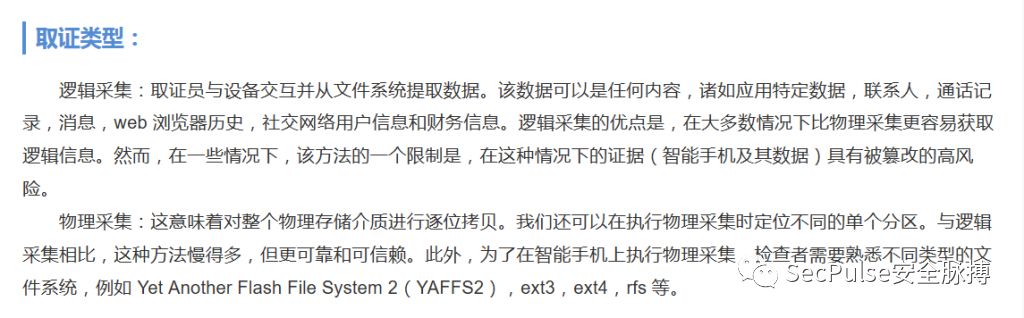 取证类型：
逻辑采集：取证员与设备交互并从文件系统提取数据。该数据可以是任何内容，诸如应用特定数据，联系人，通话记
录，消息，web 浏览器历史，社交网络用户信息和财务信息。逻辑采集的优点是，在大多数情况下比物理采集更容易获取
逻辑信息。然而，在一些情况下，该方法的一个限制是，在这种情况下的证据（智能手机及其数据）具有被篡改的高风
险。
物理采集：这意味着对整个物理存储介质进行逐位拷贝。我们还可以在执行物理采集时定位不同的单个分区。与逻辑
采集相比，这种方法慢得多，但更可靠和可信赖。此外，为了在智能手机上执行物理采集，检查者需要熟悉不同类型的文
件系统，例如 Yet Another Flash File System 2（YAFFS2），ext3，ext4，rfs 等。
SecPulse安全脉搏